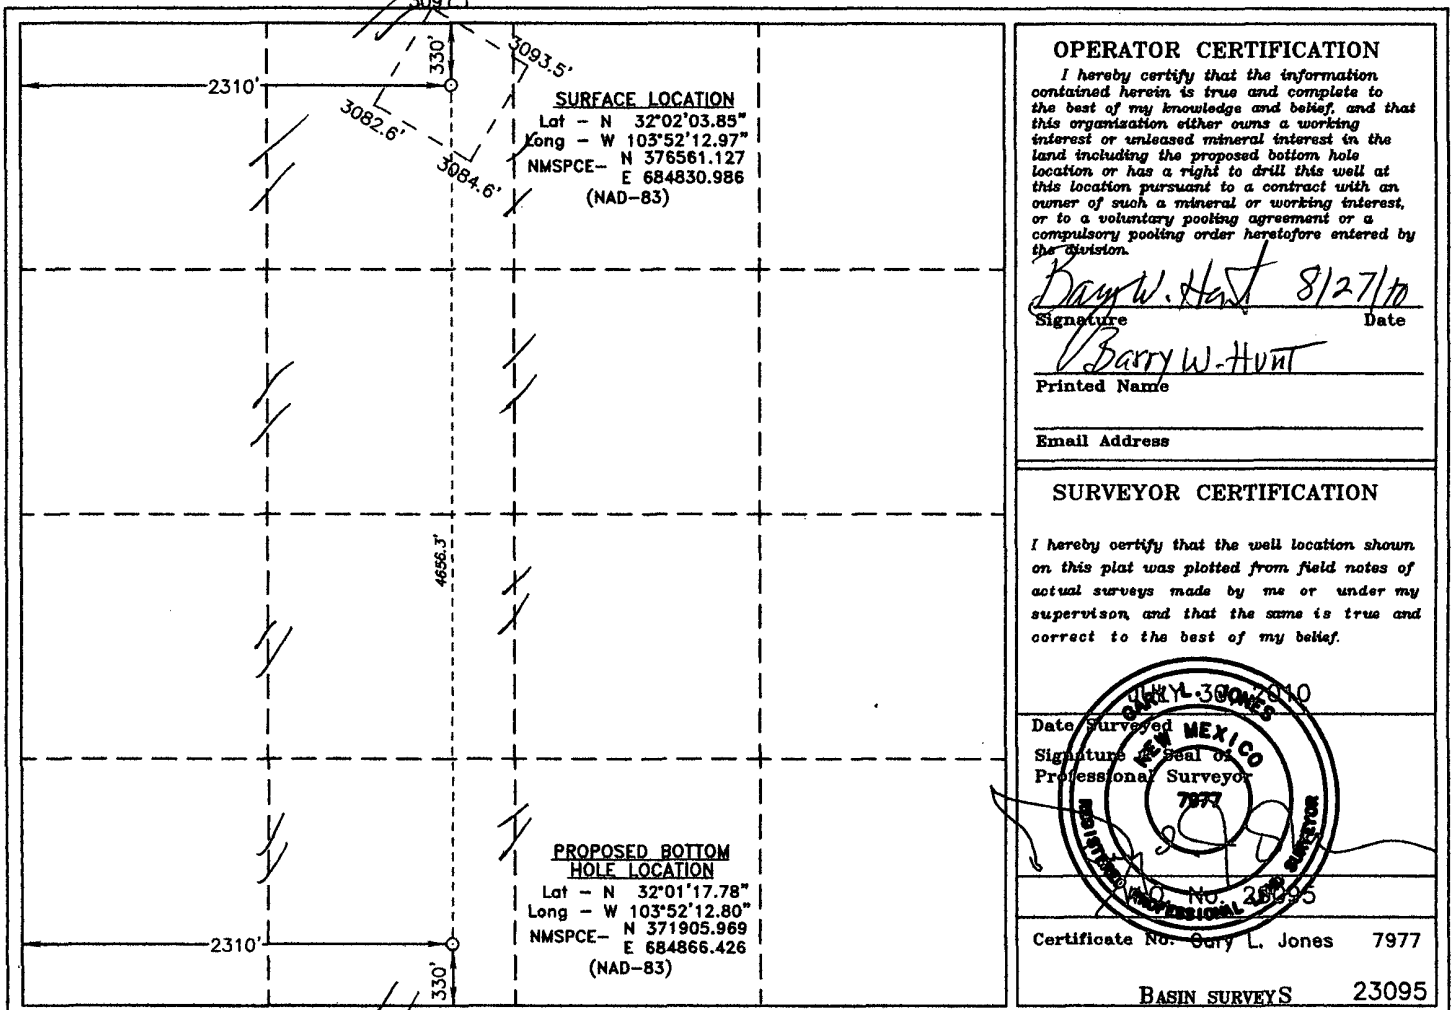 330'
3093.5'
2310'
3082.6'
3084.6'
SURFACE LOCATION
Lat - N 32°02'03.85"
Long - W 103°52'12.97"
NMSPCE- N 376561.127
E 684830.986
(NAD-83)
4656.3'
PROPOSED BOTTOM
HOLE LOCATION
Lat - N 32°01'17.78"
Long - W 103°52'12.80"
NMSPCE- N 371905.969
E 684866.426
(NAD-83)
2310'
330'
OPERATOR CERTIFICATION
I hereby certify that the information
contained herein is true and complete to
the best of my knowledge and belief, and that
this organization either owns a working
interest or unleased mineral interest in the
land including the proposed bottom hole
location or has a right to drill this well at
this location pursuant to a contract with an
owner of such a mineral or working interest,
or to a voluntary pooling agreement or a
compulsory pooling order heretofore entered by
the division.
Barry W. Hunt 8/27/10
Signature Date
Barry W. Hunt
Printed Name
Email Address
SURVEYOR CERTIFICATION
I hereby certify that the well location shown
on this plat was plotted from field notes of
actual surveys made by me or under my
supervison, and that the same is true and
correct to the best of my belief.
JULY 30, 2010
Date Surveyed
Signature & Seal of
Professional Surveyor
GARY L. JONES
NEW MEXICO
7977
REGISTERED PROFESSIONAL LAND SURVEYOR
W.O. No. 23095
Certificate No. Gary L. Jones 7977
BASIN SURVEYS 23095